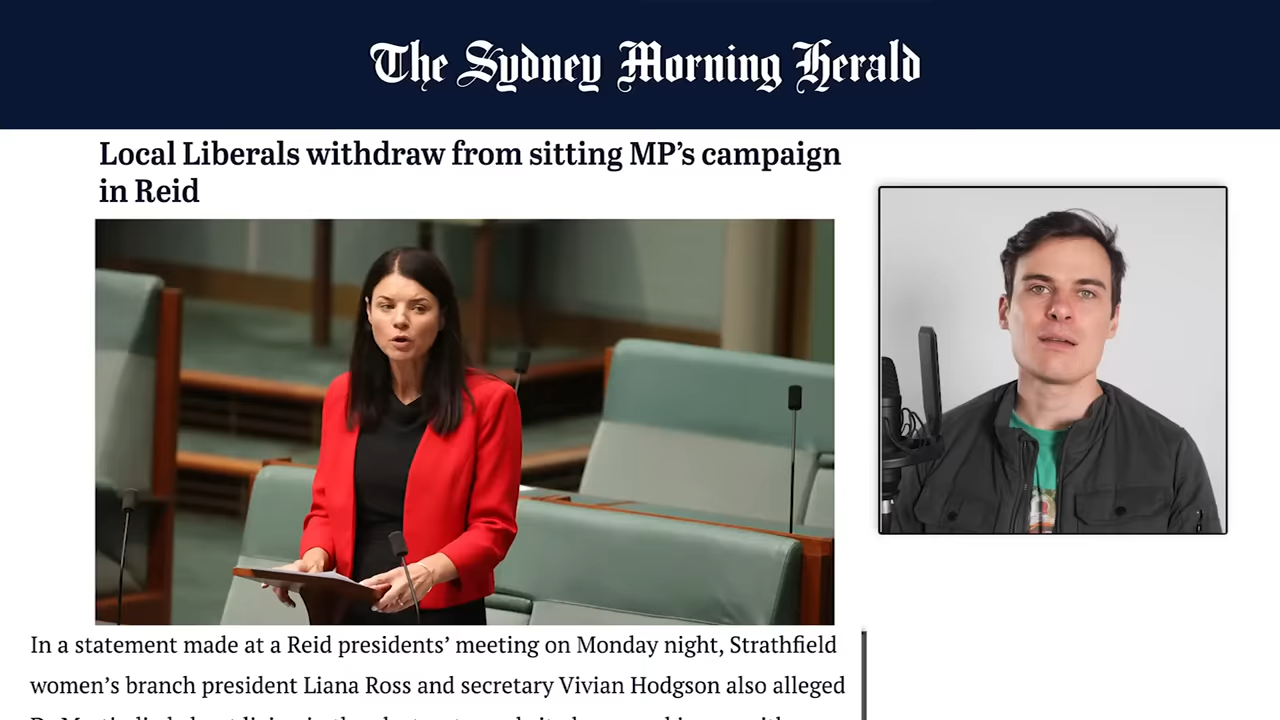 The Sydney Morning Herald
Local Liberals withdraw from sitting MP's campaign
in Reid
In a statement made at a Reid presidents' meeting on Monday night, Strathfield
women's branch president Liana Ross and secretary Vivian Hodgson also alleged